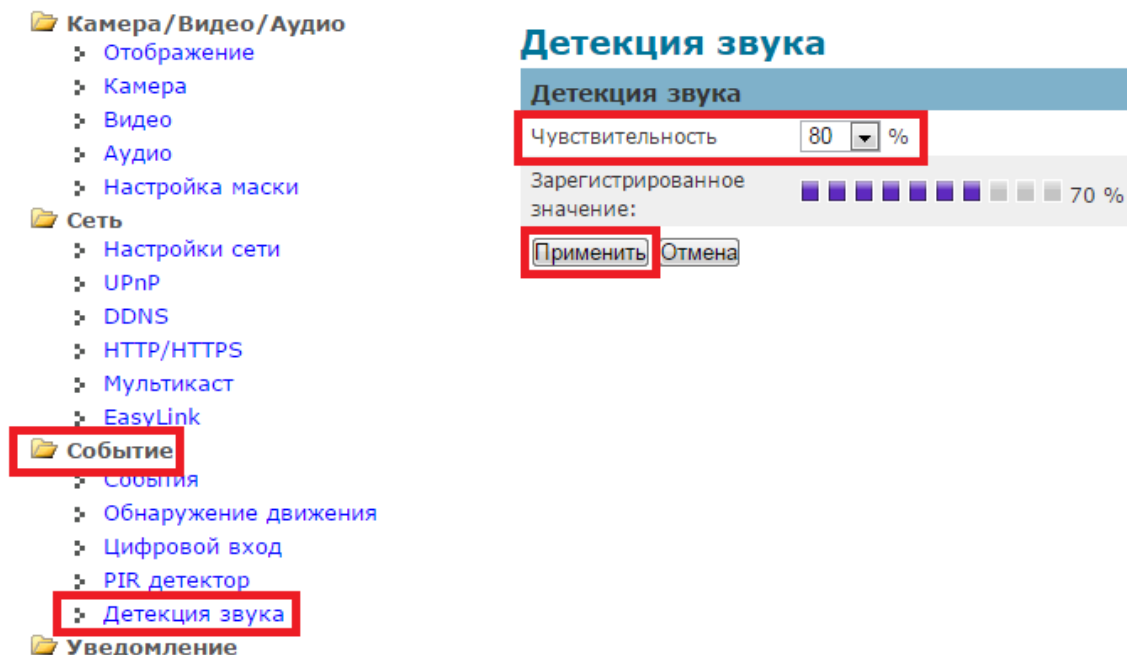 Камера/Видео/Аудио
Отображение
Камера
Видео
Аудио
Настройка маски
Сеть
Настройки сети
UPnP
DDNS
HTTP/HTTPS
Мультикаст
EasyLink
Событие
События
Обнаружение движения
Цифровой вход
PIR детектор
Детекция звука
Уведомление
Детекция звука
Детекция звука
Чувствительность 80 %
Зарегистрированное
значение: 70 %
Применить Отмена